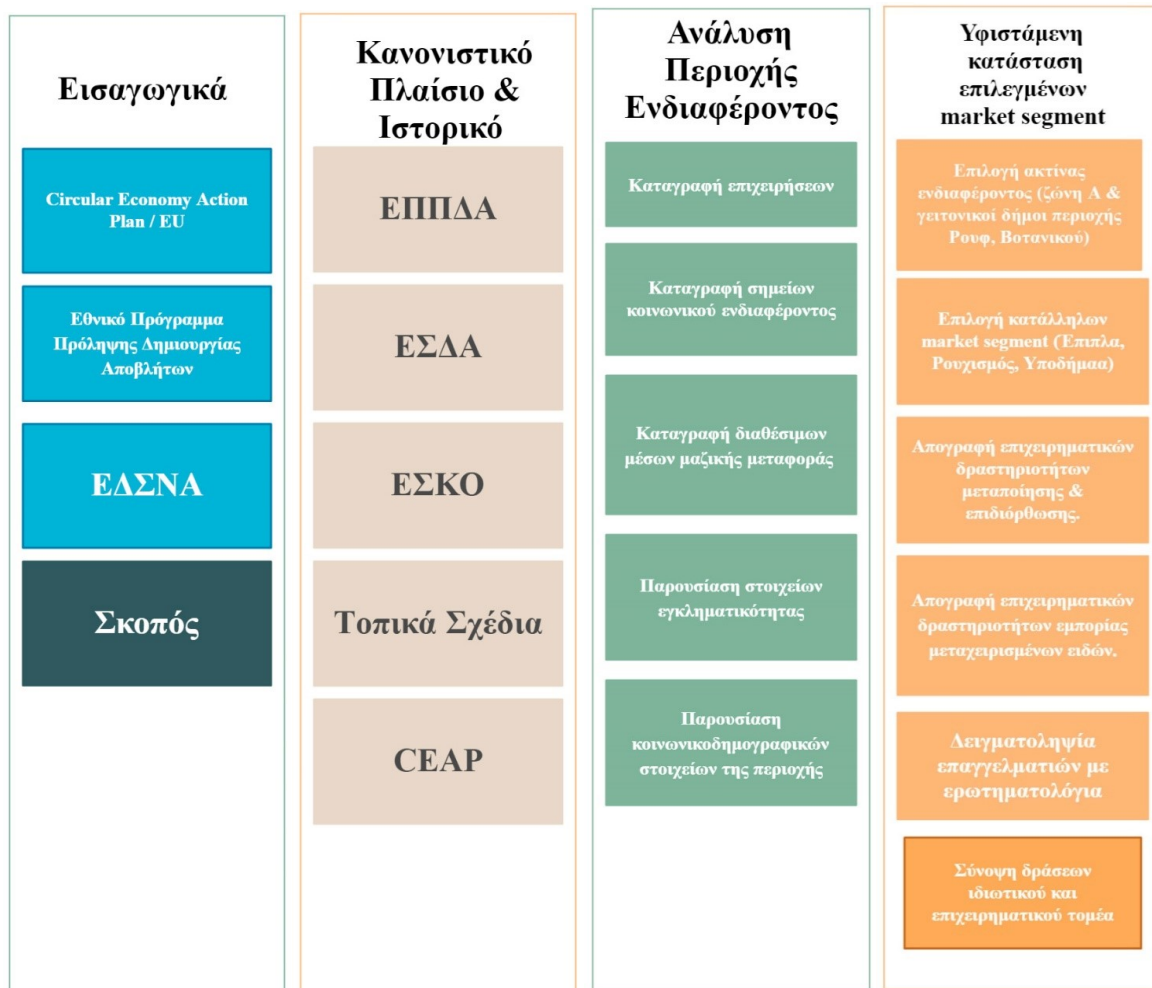 Εισαγωγικά
Circular Economy Action
Plan / EU
Εθνικό Πρόγραμμα
Πρόληψης Δημιουργίας
Αποβλήτων
ΕΔΣΝΑ
Σκοπός
Κανονιστικό
Πλαίσιο &
Ιστορικό
ΕΠΠΔΑ
ΕΣΔΑ
ΕΣΚΟ
Τοπικά Σχέδια
CEAP
Ανάλυση
Περιοχής
Ενδιαφέροντος
Καταγραφή επιχειρήσεων
Καταγραφή σημείων
κοινωνικού ενδιαφέροντος
Καταγραφή διαθέσιμων
μέσων μαζικής μεταφοράς
Παρουσίαση στοιχείων
εγκληματικότητας
Παρουσίαση
κοινωνικοδημογραφικών
στοιχείων της περιοχής
Υφιστάμενη
κατάσταση
επιλεγμένων
market segment
Επιλογή ακτίνας
ενδιαφέροντος (ζώνη Α &
γειτονικοί δήμοι περιοχής
Ρουφ, Βοτανικού)
Επιλογή κατάλληλων
market segment (Έπιπλα,
Ρουχισμός, Υποδήμαα)
Απογραφή επιχειρηματικών
δραστηριοτήτων
μεταποίησης &
επιδιόρθωσης.
Απογραφή επιχειρηματικών
δραστηριοτήτων εμπορίας
μεταχειρισμένων ειδών.
Δειγματοληψία
επαγγελματιών με
ερωτηματολόγια
Σύνοψη δράσεων
ιδιωτικού και
επιχειρηματικού τομέα